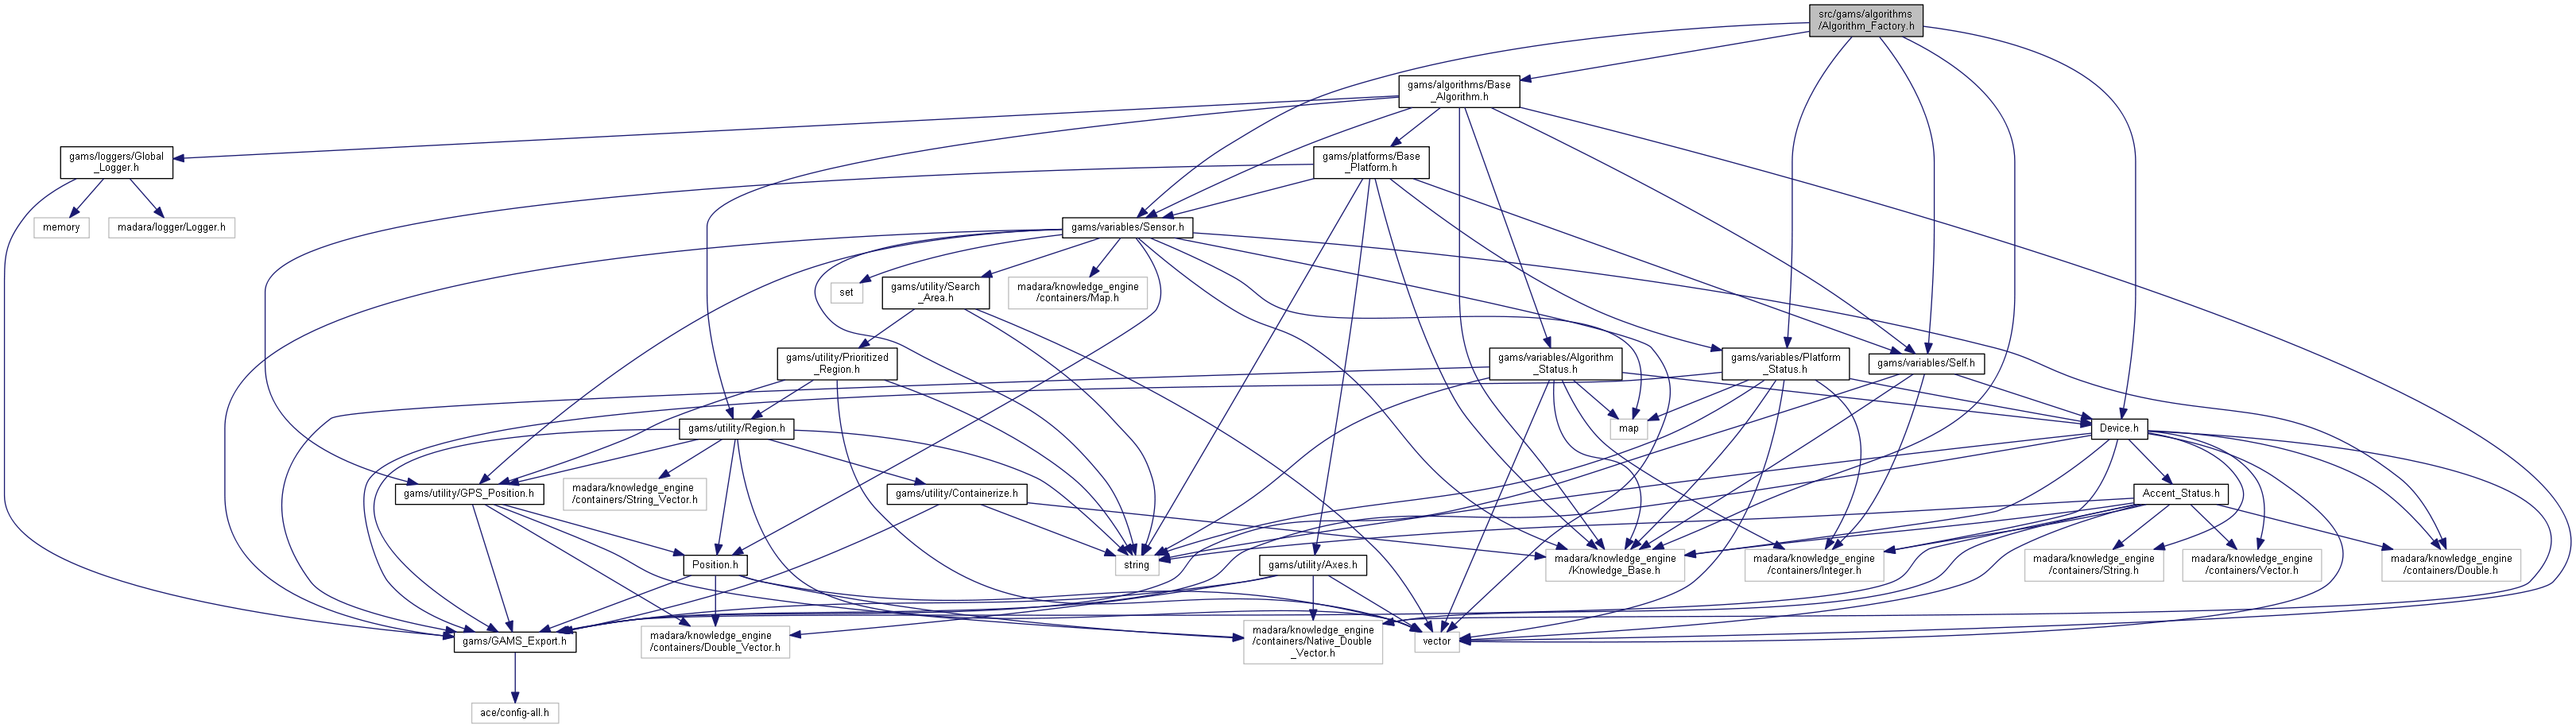 src/gams/algorithms
/Algorithm_Factory.h
gams/algorithms/Base
_Algorithm.h
gams/loggers/Global
_Logger.h
gams/platforms/Base
_Platform.h
memory
madara/logger/Logger.h
gams/variables/Sensor.h
set
gams/utility/Search
_Area.h
madara/knowledge_engine
/containers/Map.h
gams/utility/Prioritized
_Region.h
gams/variables/Algorithm
_Status.h
gams/variables/Platform
_Status.h
gams/variables/Self.h
gams/utility/Region.h
map
Device.h
gams/utility/GPS_Position.h
madara/knowledge_engine
/containers/String_Vector.h
gams/utility/Containerize.h
Accent_Status.h
Position.h
string
gams/utility/Axes.h
madara/knowledge_engine
/Knowledge_Base.h
madara/knowledge_engine
/containers/Integer.h
madara/knowledge_engine
/containers/String.h
madara/knowledge_engine
/containers/Vector.h
madara/knowledge_engine
/containers/Double.h
gams/GAMS_Export.h
madara/knowledge_engine
/containers/Double_Vector.h
madara/knowledge_engine
/containers/Native_Double
_Vector.h
vector
ace/config-all.h